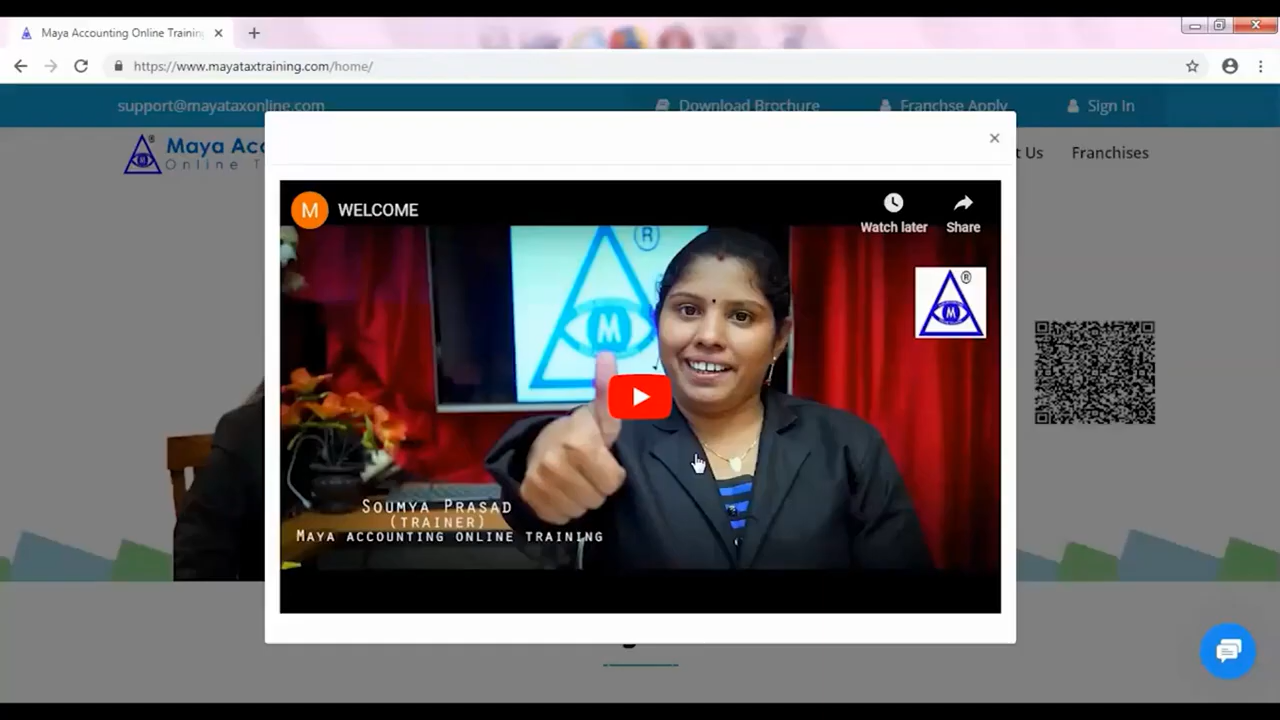 Maya Accounting Online Trainin
https://www.mayataxtraining.com/home/
support@mayataxonline.com
Download Brochure
Franchse Apply
Sign In
Maya Acc
Online T
t Us
Franchises
M
WELCOME
Watch later
Share
®
M
®
M
SOUMYA PRASAD
(TRAINER)
MAYA ACCOUNTING ONLINE TRAINING